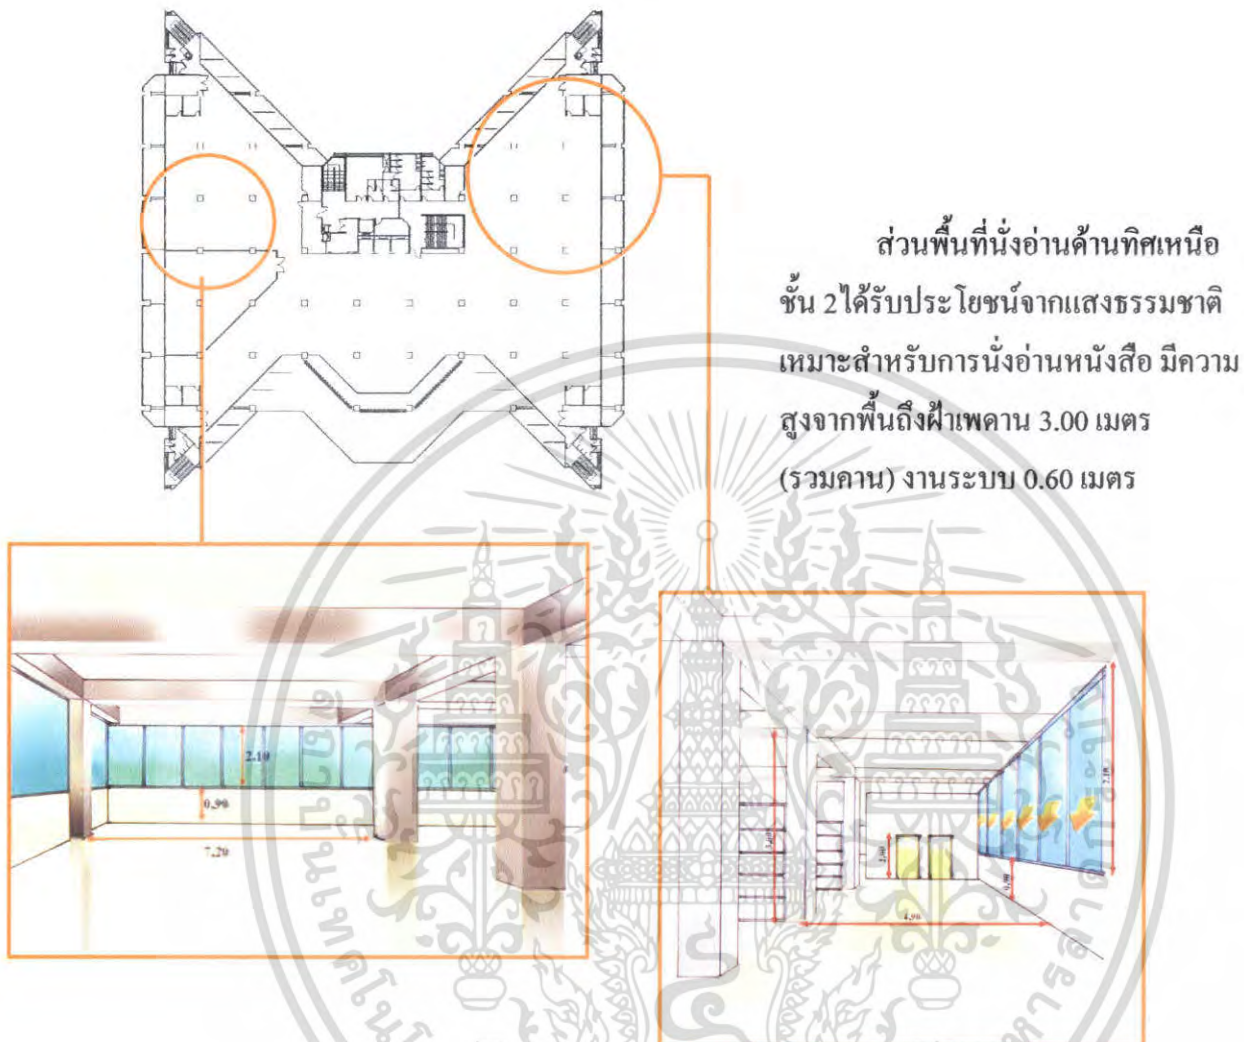 ส่วนพื้นที่นั่งอ่านด้านทิศเหนือ
ชั้น 2 ได้รับประโยชน์จากแสงธรรมชาติ
เหมาะสำหรับการนั่งอ่านหนังสือ มีความ
สูงจากพื้นถึงฝ้าเพดาน 3.00 เมตร
(รวมคาน) งานระบบ 0.60 เมตร
2.10
0.90
7.20
2.10
0.90
4.90